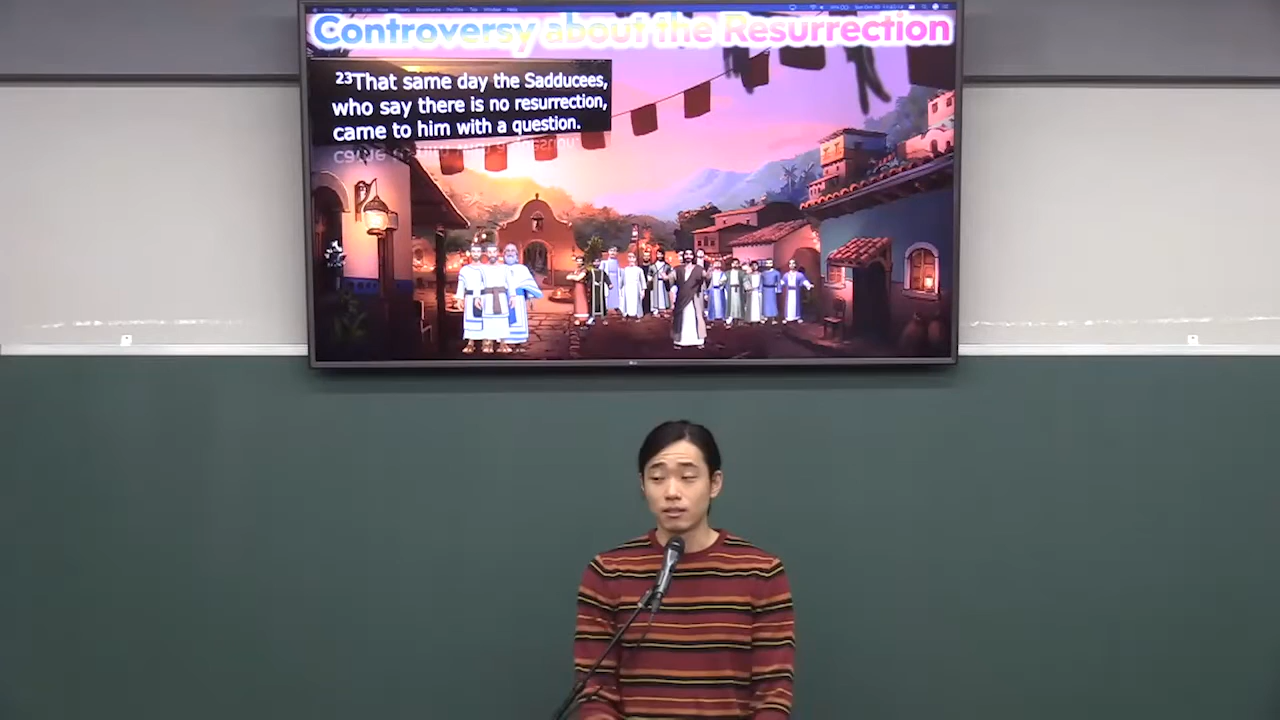 Controversy about the Resurrection
23That same day the Sadducees,
who say there is no resurrection,
came to him with a question.